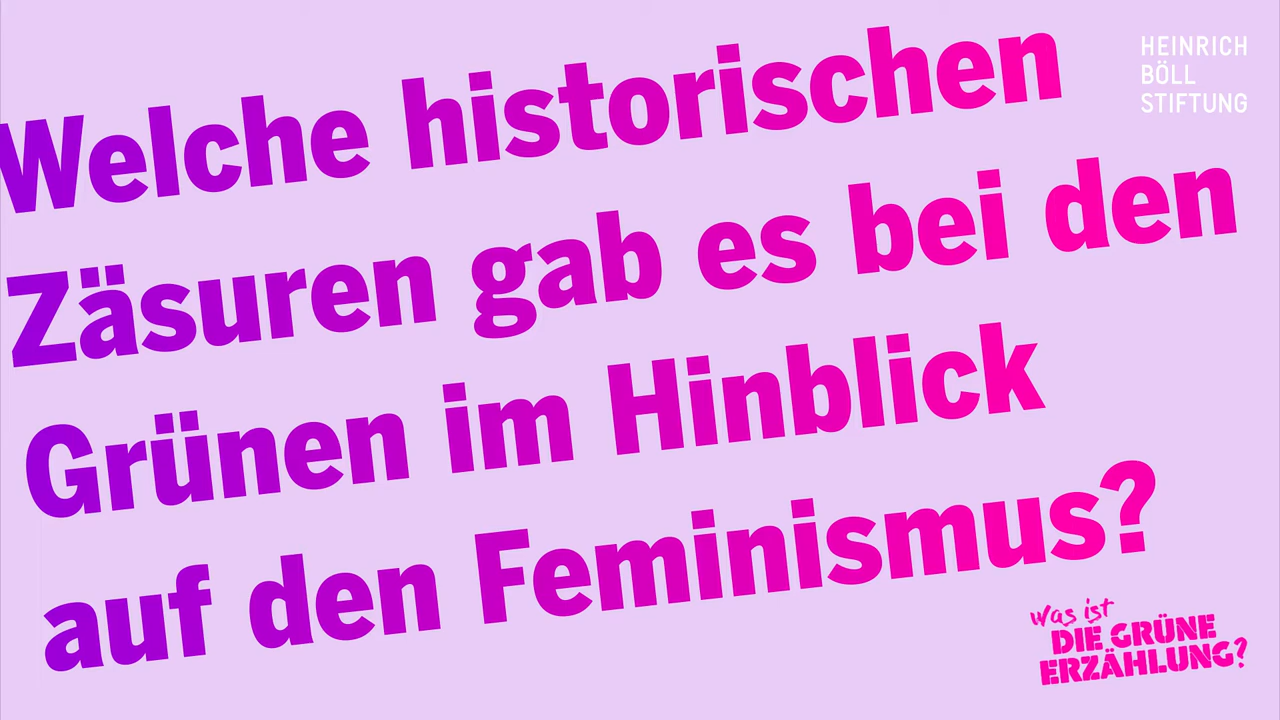 Welche historischen
Zäsuren gab es bei den
Grünen im Hinblick
auf den Feminismus?
HEINRICH
BÖLL
STIFTUNG
Was ist
DIE GRÜNE
ERZÄHLUNG?